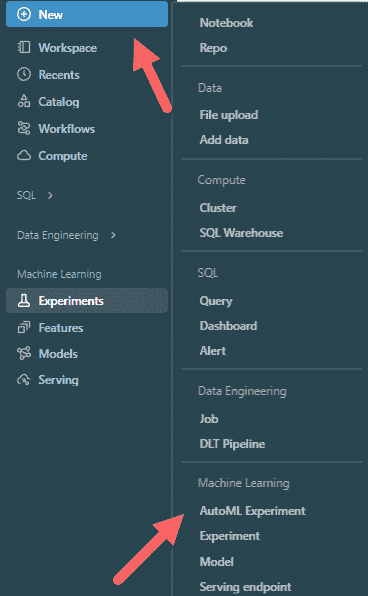 New
Workspace
Recents
Catalog
Workflows
Compute
SQL
Data Engineering
Machine Learning
Experiments
Features
Models
Serving
Notebook
Repo
Data
File upload
Add data
Compute
Cluster
SQL Warehouse
SQL
Query
Dashboard
Alert
Data Engineering
Job
DLT Pipeline
Machine Learning
AutoML Experiment
Experiment
Model
Serving endpoint